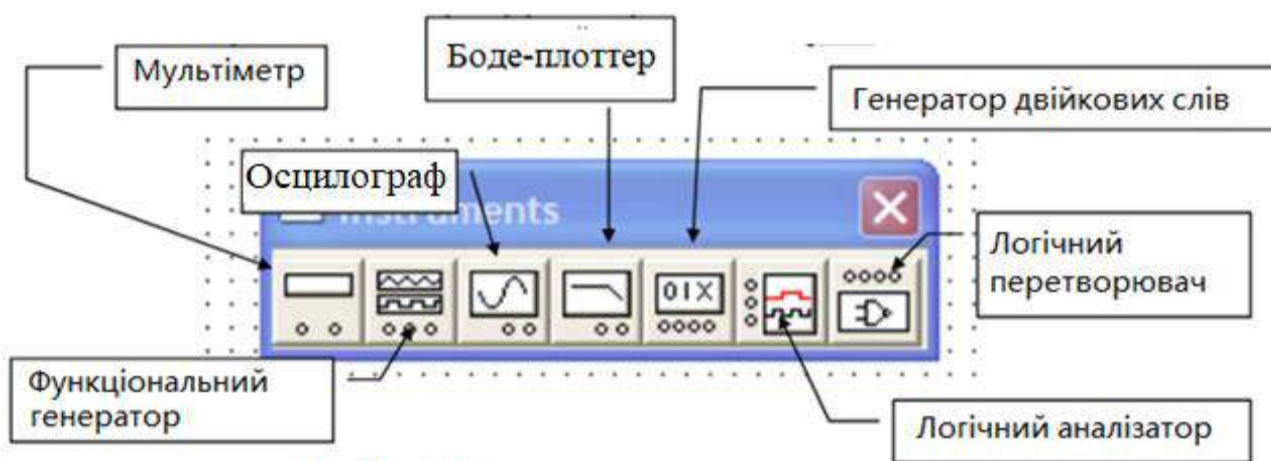 Боде-плоттер
Мультіметр
Генератор двійкових слів
Осцилограф
Instruments
Логічний
перетворювач
01X
Функціональний
генератор
Логічний аналізатор